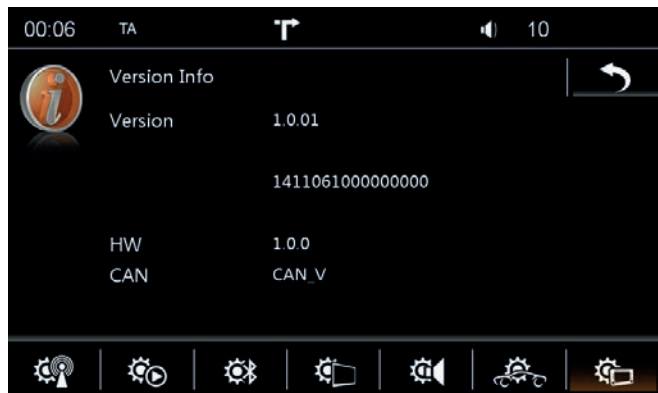 00:06 TA 10
Version Info
Version 1.0.01
1411061000000000
HW 1.0.0
CAN CAN_V